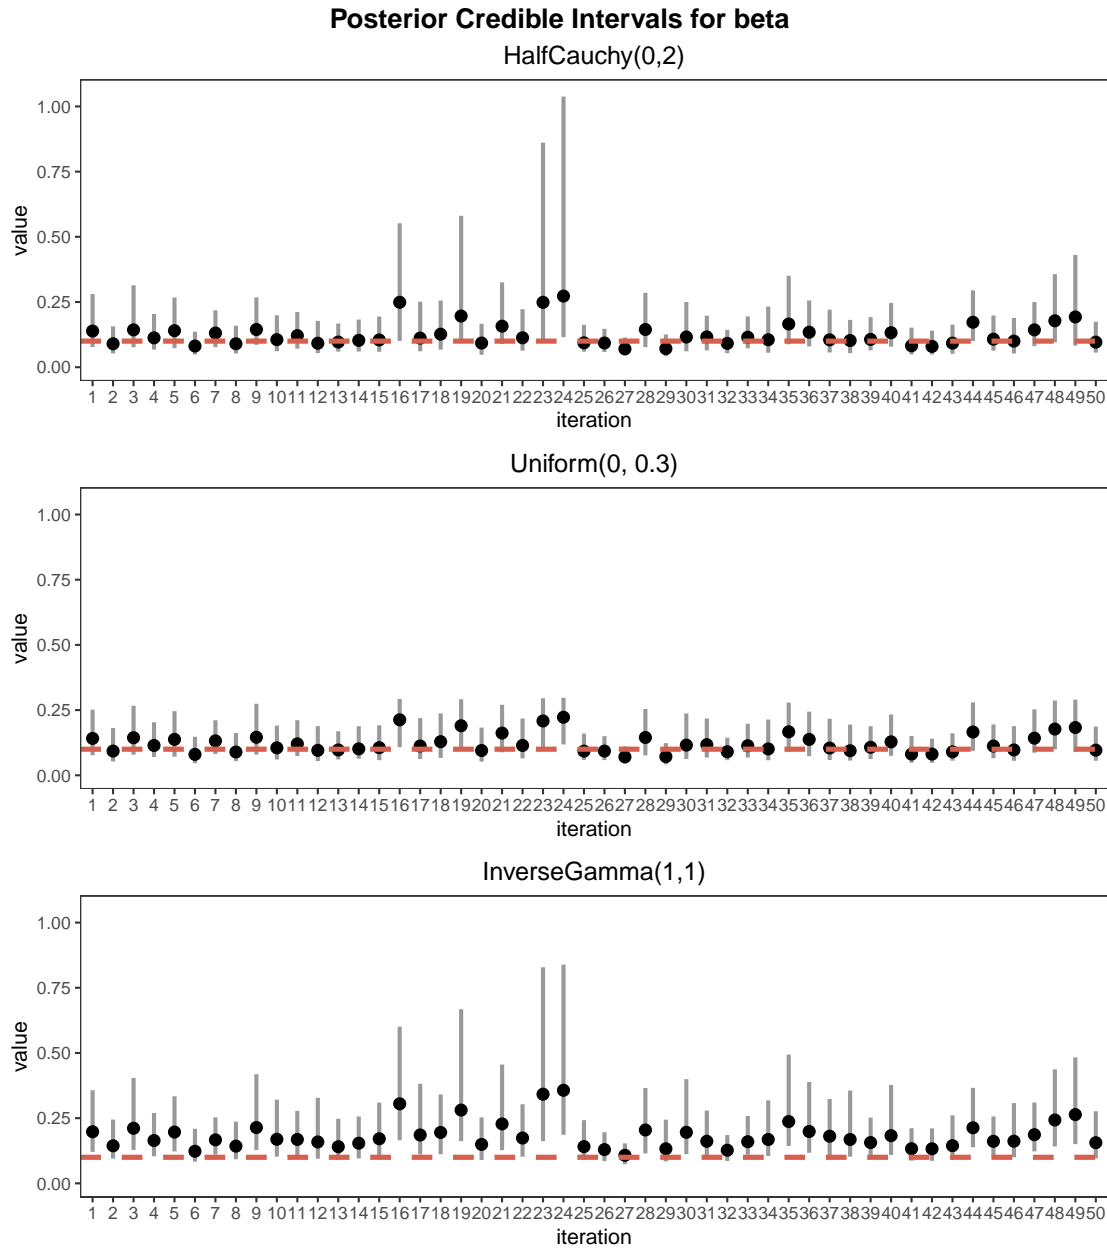 Posterior Credible Intervals for beta
HalfCauchy(0,2)
1.00
0.75
0.50
0.25
0.00
value
1 2 3 4 5 6 7 8 9 10 11 12 13 14 15 16 17 18 19 20 21 22 23 24 25 26 27 28 29 30 31 32 33 34 35 36 37 38 39 40 41 42 43 44 45 46 47 48 49 50
iteration
Uniform(0, 0.3)
1.00
0.75
0.50
0.25
0.00
value
1 2 3 4 5 6 7 8 9 10 11 12 13 14 15 16 17 18 19 20 21 22 23 24 25 26 27 28 29 30 31 32 33 34 35 36 37 38 39 40 41 42 43 44 45 46 47 48 49 50
iteration
InverseGamma(1,1)
1.00
0.75
0.50
0.25
0.00
value
1 2 3 4 5 6 7 8 9 10 11 12 13 14 15 16 17 18 19 20 21 22 23 24 25 26 27 28 29 30 31 32 33 34 35 36 37 38 39 40 41 42 43 44 45 46 47 48 49 50
iteration